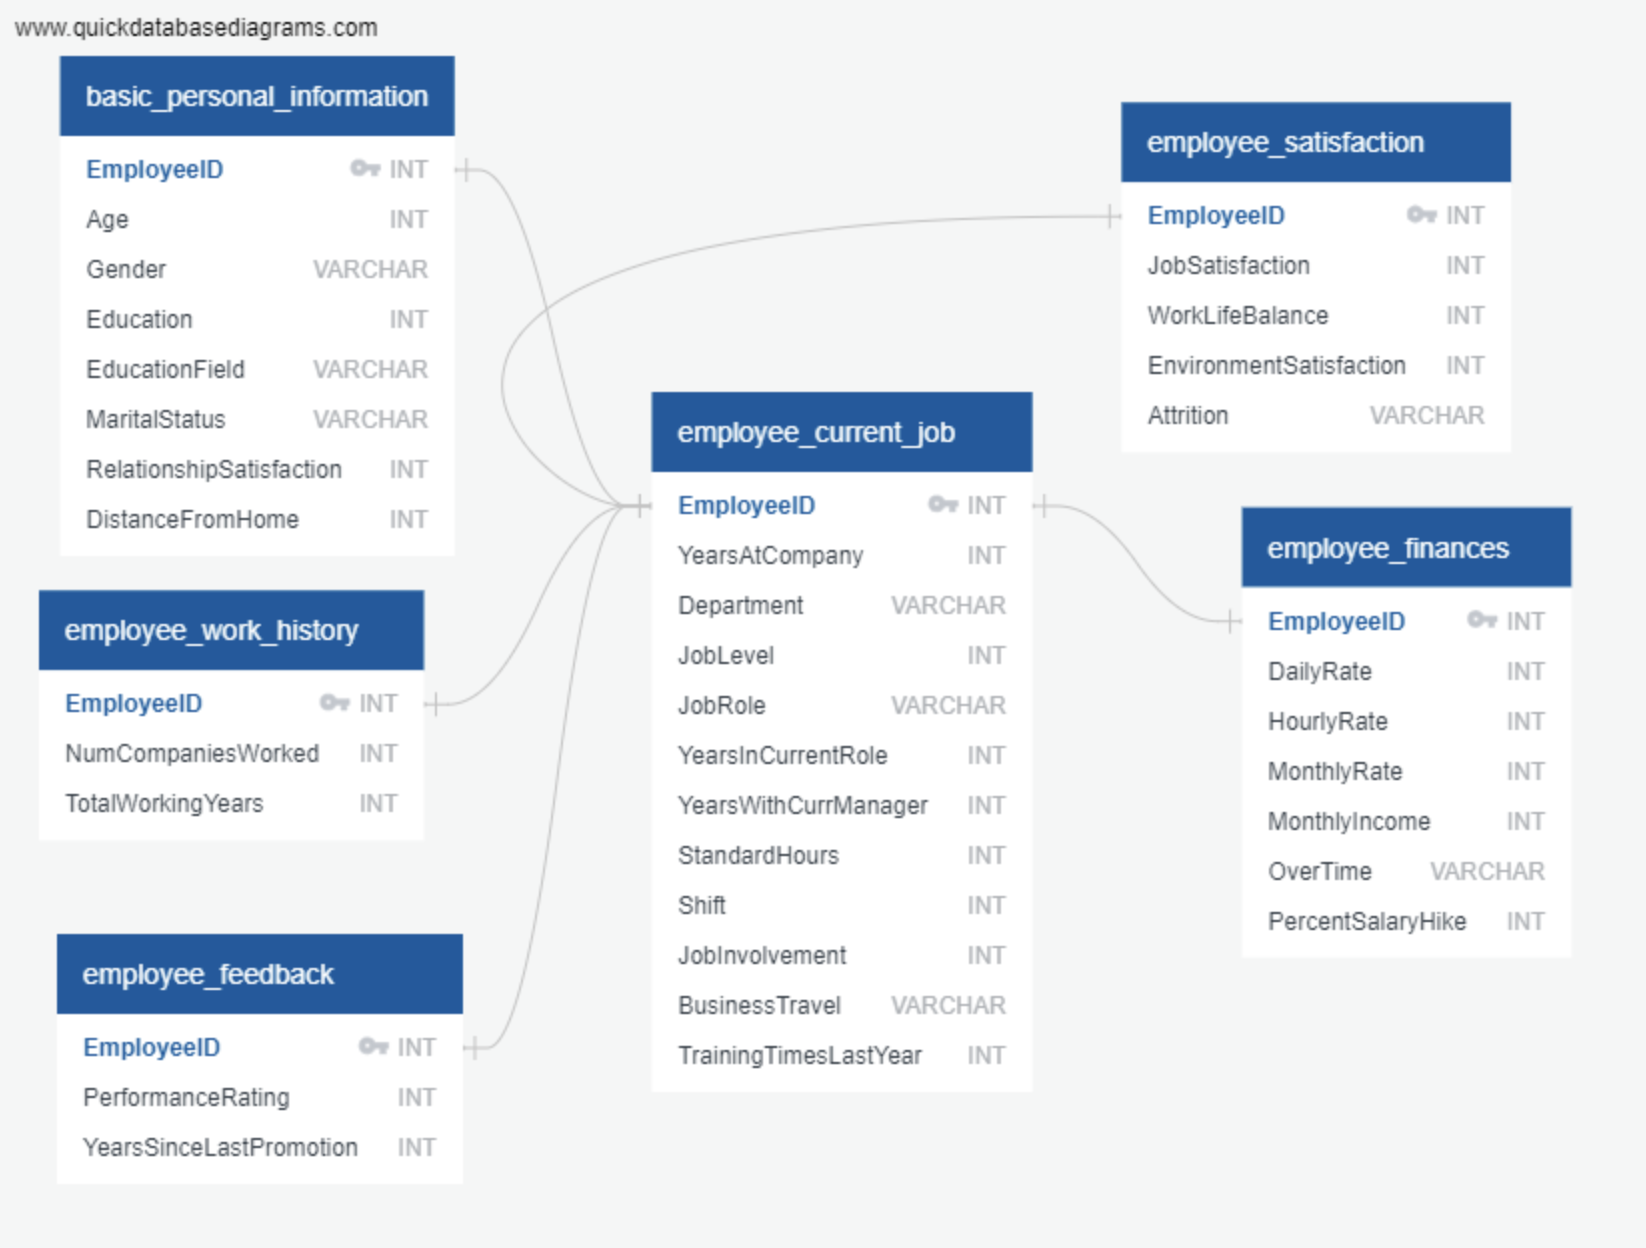 www.quickdatabasediagrams.com
basic_personal_information
EmployeeID INT
Age INT
Gender VARCHAR
Education INT
EducationField VARCHAR
MaritalStatus VARCHAR
RelationshipSatisfaction INT
DistanceFromHome INT
employee_work_history
EmployeeID INT
NumCompaniesWorked INT
TotalWorkingYears INT
employee_feedback
EmployeeID INT
PerformanceRating INT
YearsSinceLastPromotion INT
employee_current_job
EmployeeID INT
YearsAtCompany INT
Department VARCHAR
JobLevel INT
JobRole VARCHAR
YearsInCurrentRole INT
YearsWithCurrManager INT
StandardHours INT
Shift INT
JobInvolvement INT
BusinessTravel VARCHAR
TrainingTimesLastYear INT
employee_satisfaction
EmployeeID INT
JobSatisfaction INT
WorkLifeBalance INT
EnvironmentSatisfaction INT
Attrition VARCHAR
employee_finances
EmployeeID INT
DailyRate INT
HourlyRate INT
MonthlyRate INT
MonthlyIncome INT
OverTime VARCHAR
PercentSalaryHike INT